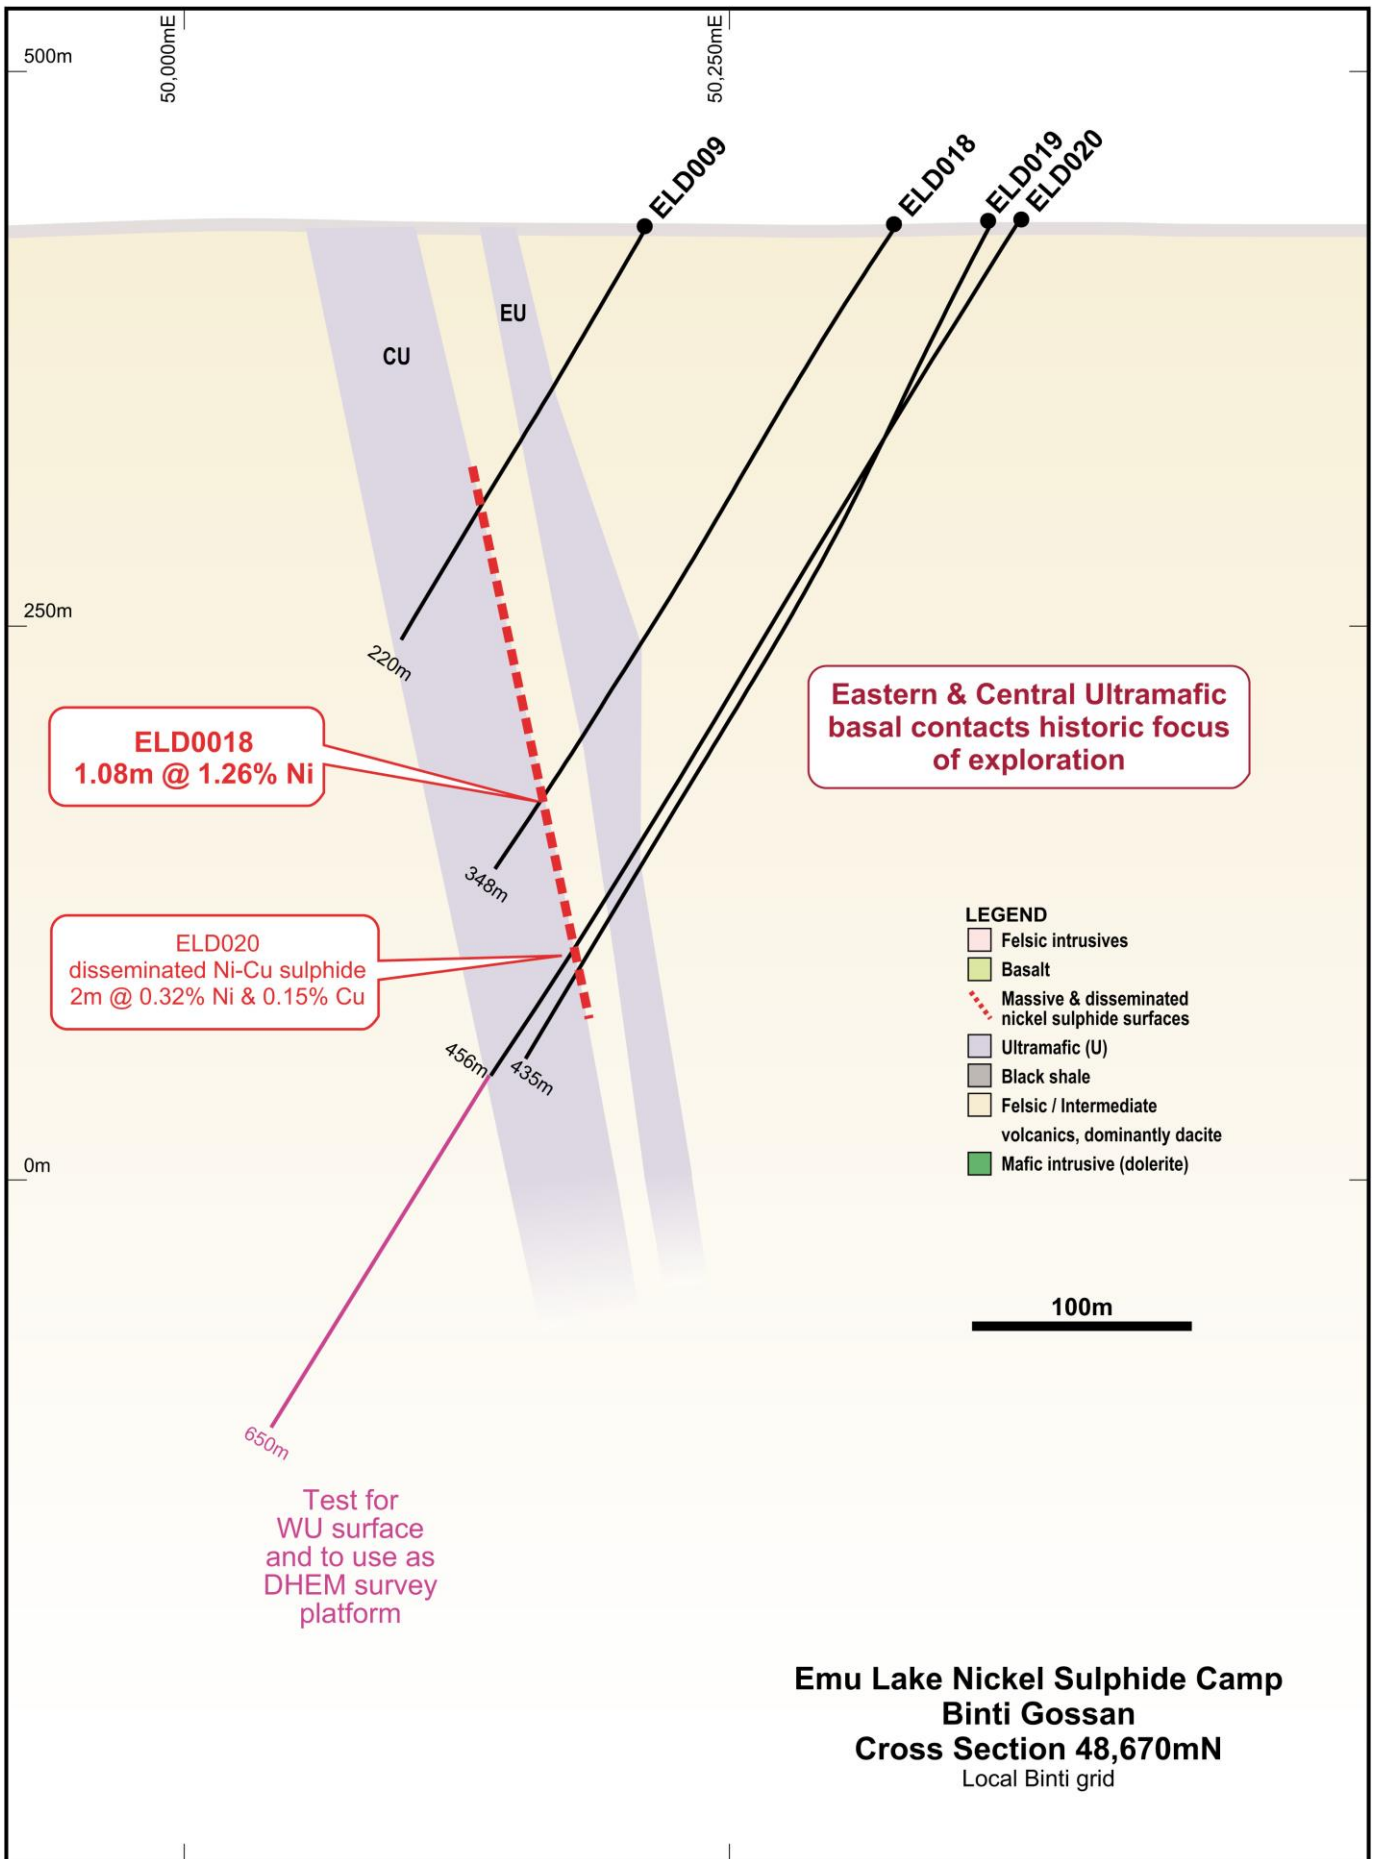 50,000mE
50,250mE
500m
ELD009
ELD018
ELD019
ELD020
EU
CU
250m
220m
Eastern & Central Ultramafic
basal contacts historic focus
of exploration
ELD0018
1.08m @ 1.26% Ni
348m
ELD020
disseminated Ni-Cu sulphide
2m @ 0.32% Ni & 0.15% Cu
456m
435m
LEGEND
Felsic intrusives
Basalt
Massive & disseminated
nickel sulphide surfaces
Ultramafic (U)
Black shale
Felsic / Intermediate
volcanics, dominantly dacite
Mafic intrusive (dolerite)
0m
100m
650m
Test for
WU surface
and to use as
DHEM survey
platform
Emu Lake Nickel Sulphide Camp
Binti Gossan
Cross Section 48,670mN
Local Binti grid